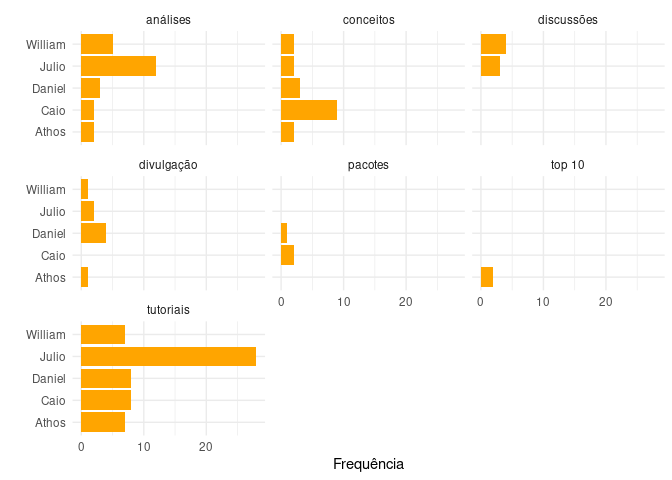 análises conceitos discussões
William
Julio
Daniel
Caio
Athos
divulgação pacotes top 10
William
Julio
Daniel
Caio
Athos
0 10 20 0 10 20
tutoriais
William
Julio
Daniel
Caio
Athos
0 10 20
Frequência